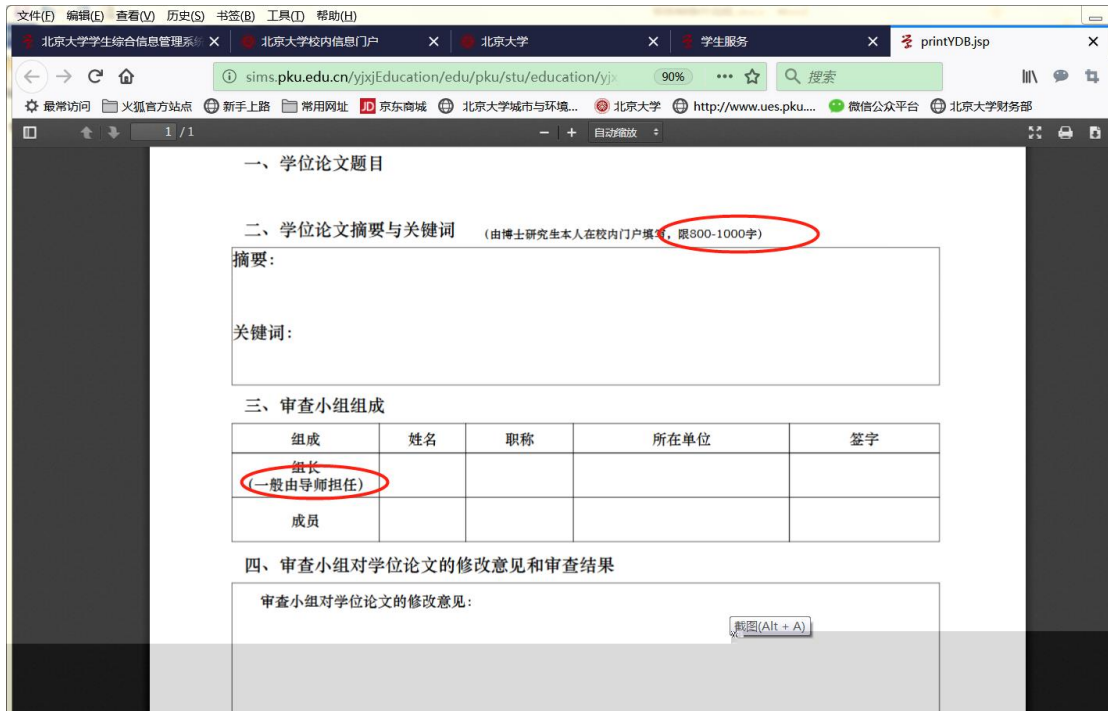 文件(F) 编辑(E) 查看(V) 历史(S) 书签(B) 工具(T) 帮助(H)
北京大学学生综合信息管理系统 北京大学校内信息门户 北京大学 学生服务 printYDB.jsp
sims.pku.edu.cn/yjxjEducation/edu/pku/stu/education/yjx 90% 搜索
最常访问 火狐官方站点 新手上路 常用网址 JD 京东商城 北京大学城市与环境... 北京大学 http://www.ues.pku.... 微信公众平台 北京大学财务部
1 /1 自动缩放
一、学位论文题目
二、学位论文摘要与关键词 (由博士研究生本人在校内门户填写，限800-1000字)
摘要：
关键词：
三、审查小组组成
组成 姓名 职称 所在单位 签字
组长
(一般由导师担任)
成员
四、审查小组对学位论文的修改意见和审查结果
审查小组对学位论文的修改意见：
截图(Alt + A)